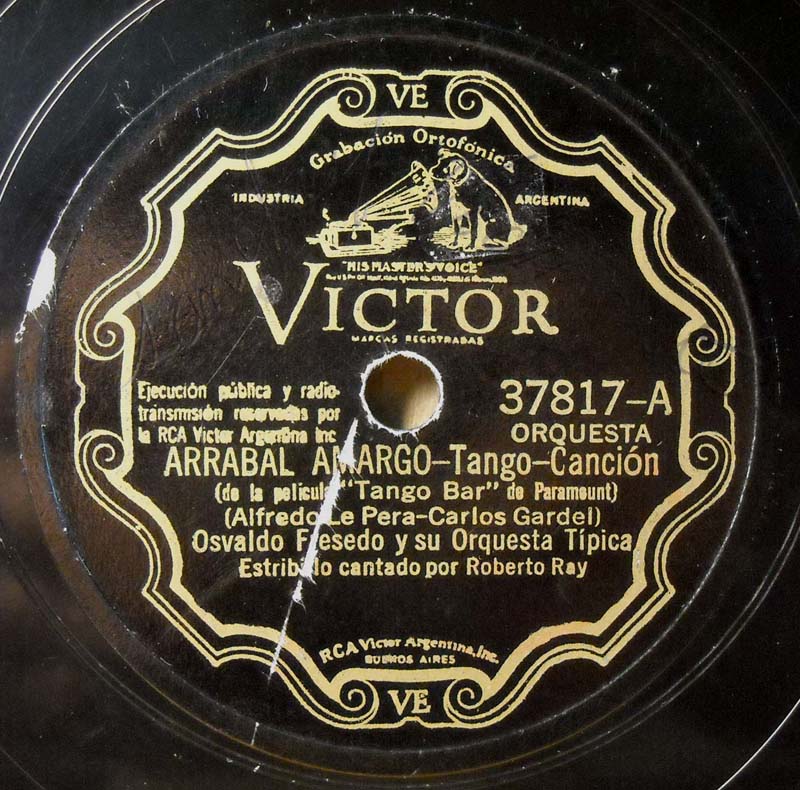 VE
Grabación Ortofónica
INDUSTRIA ARGENTINA
"HIS MASTER'S VOICE"
VICTOR
MARCAS REGISTRADAS
Ejecución pública y radio-
transmisión reservadas por
la RCA Victor Argentina Inc
37817-A
ORQUESTA
ARRABAL AMARGO-Tango-Canción
(de la película "Tango Bar" de Paramount)
(Alfredo Le Pera-Carlos Gardel)
Osvaldo Fresedo y su Orquesta Típica
Estribillo cantado por Roberto Ray
RCA Victor Argentina, Inc.
BUENOS AIRES
VE